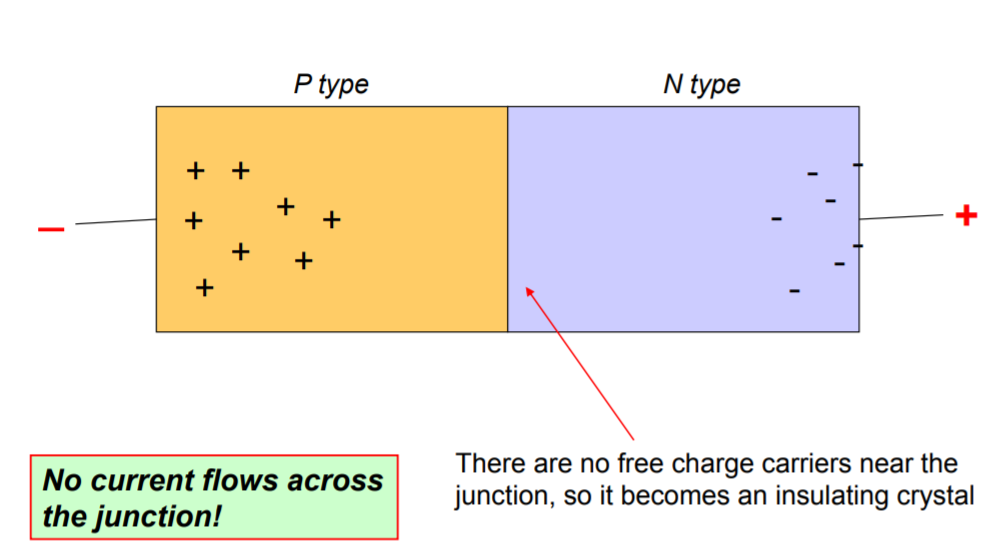 P type
N type
+ +
+
+
+
+
+
+
-
-
-
-
-
-
-
–
+
There are no free charge carriers near the
junction, so it becomes an insulating crystal
No current flows across
the junction!